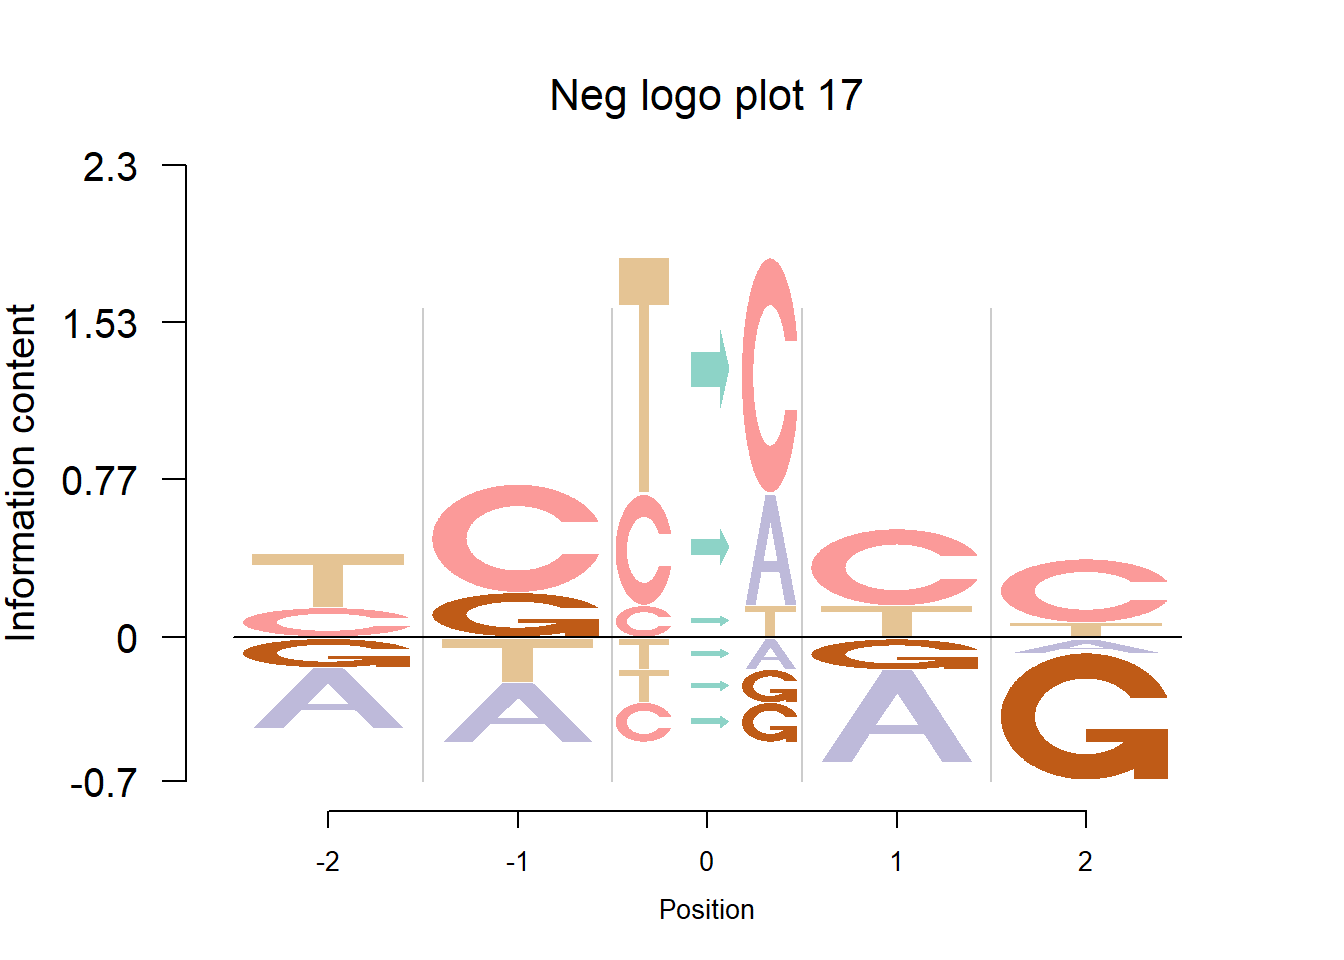 Neg logo plot 17
2.3
1.53
0.77
0
-0.7
Information content
T C G A
C G T A
T C
C A
C T
T A
T G
C G
C T G A
C T A G
-2 -1 0 1 2
Position